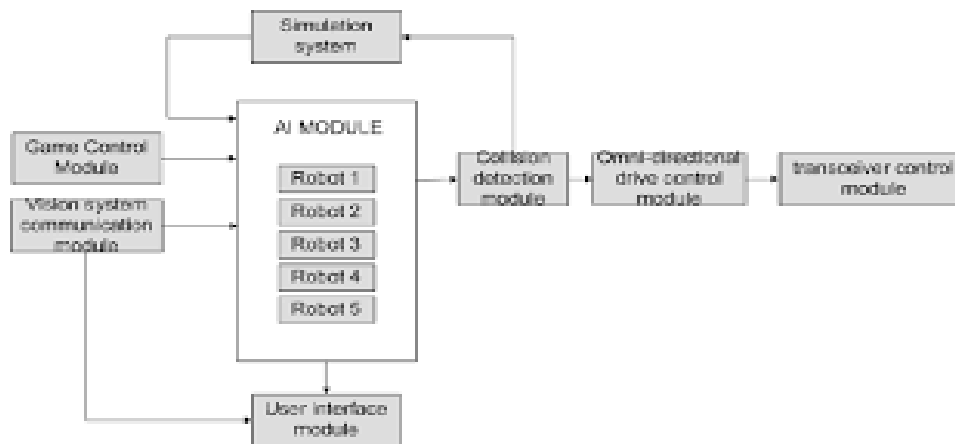 Simulation
system
AI MODULE
Game Control
Module
Robot 1
Robot 2
Robot 3
Robot 4
Robot 5
Vision system
communication
module
Collision
detection
module
Omni-directional
drive control
module
transceiver control
module
User Interface
module